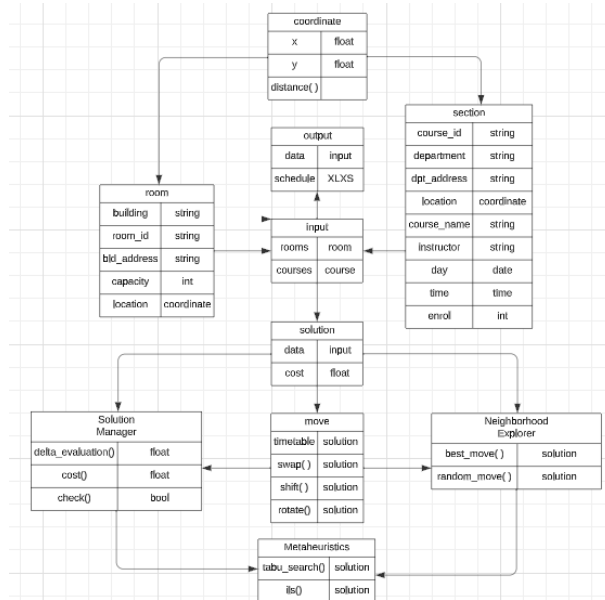 coordinate
x float
y float
distance( )
section
course_id string
department string
dpt_address string
location coordinate
course_name string
instructor string
day date
time time
enrol int
output
data input
schedule XLXS
room
building string
room_id string
bld_address string
capacity int
location coordinate
input
rooms room
courses course
solution
data input
cost float
Solution
Manager
delta_evaluation() float
cost() float
check() bool
move
timetable solution
swap( ) solution
shift( ) solution
rotate() solution
Neighborhood
Explorer
best_move( ) solution
random_move( ) solution
Metaheuristics
tabu_search() solution
ils() solution